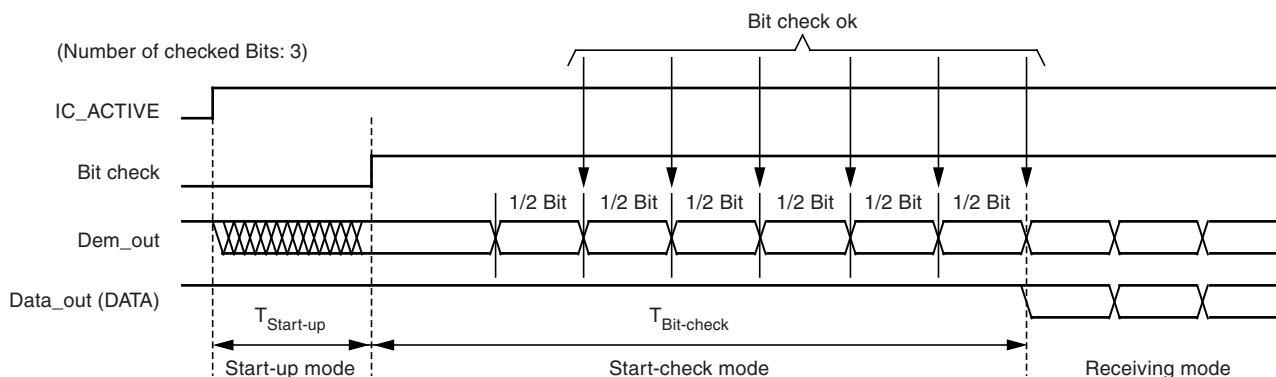 Bit check ok
(Number of checked Bits: 3)
IC_ACTIVE
Bit check
1/2 Bit 1/2 Bit 1/2 Bit 1/2 Bit 1/2 Bit 1/2 Bit
Dem_out
Data_out (DATA)
TStart-up TBit-check
Start-up mode Start-check mode Receiving mode